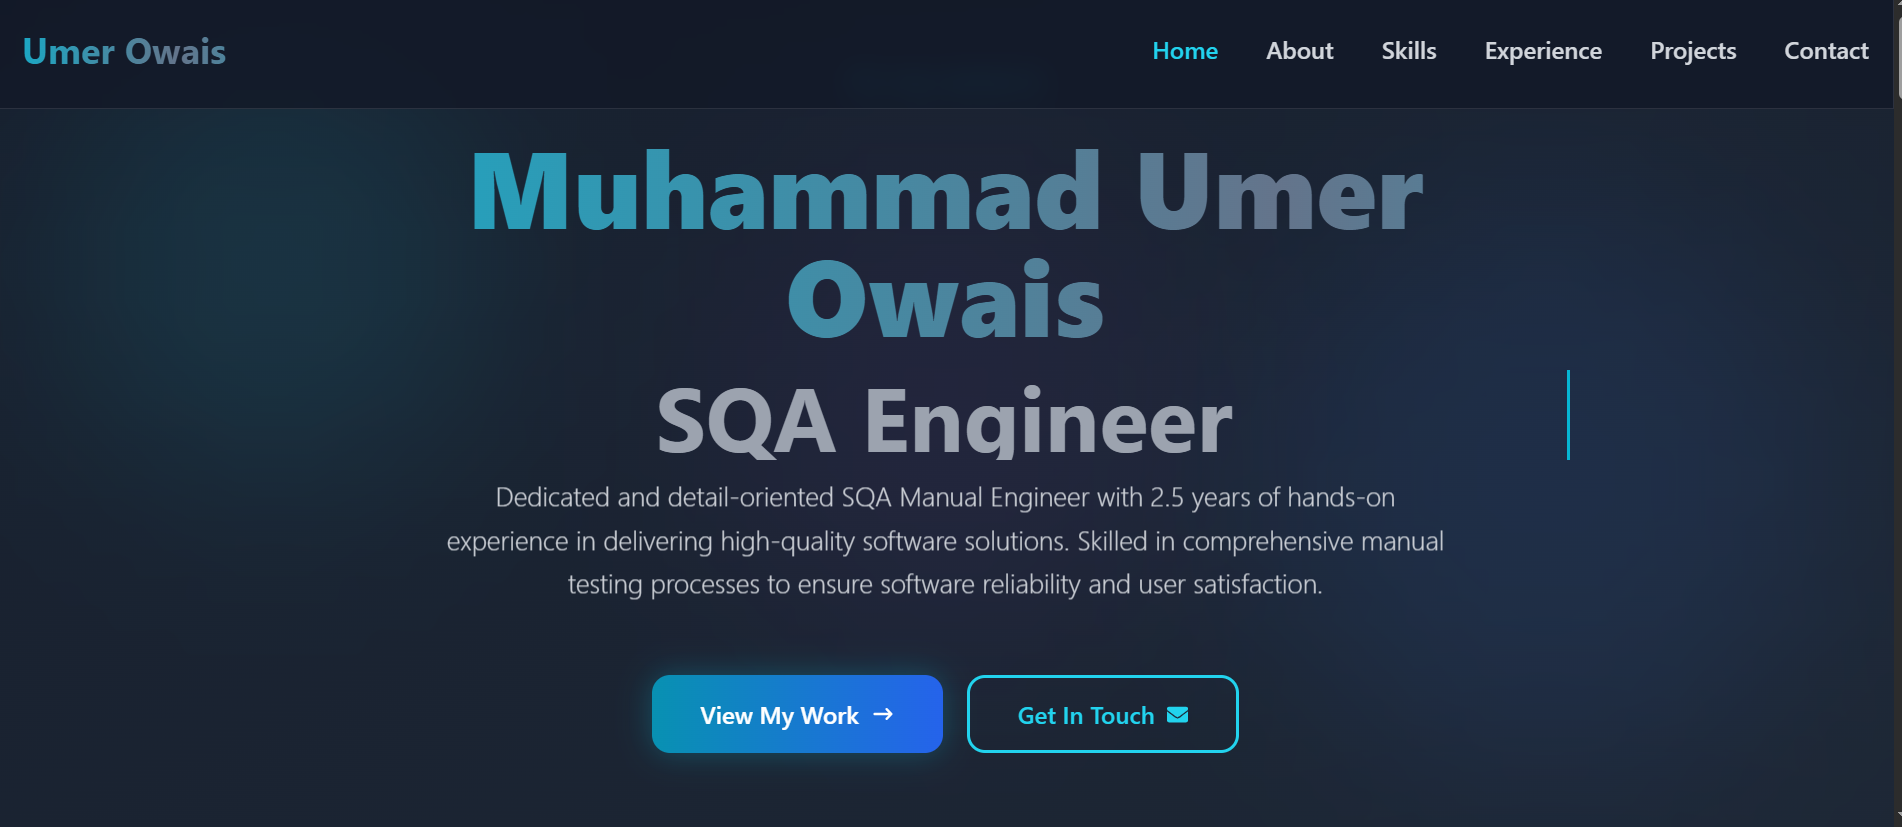 Umer Owais
Home About Skills Experience Projects Contact
Muhammad Umer
Owais
SQA Engineer
Dedicated and detail-oriented SQA Manual Engineer with 2.5 years of hands-on
experience in delivering high-quality software solutions. Skilled in comprehensive manual
testing processes to ensure software reliability and user satisfaction.
View My Work →
Get In Touch